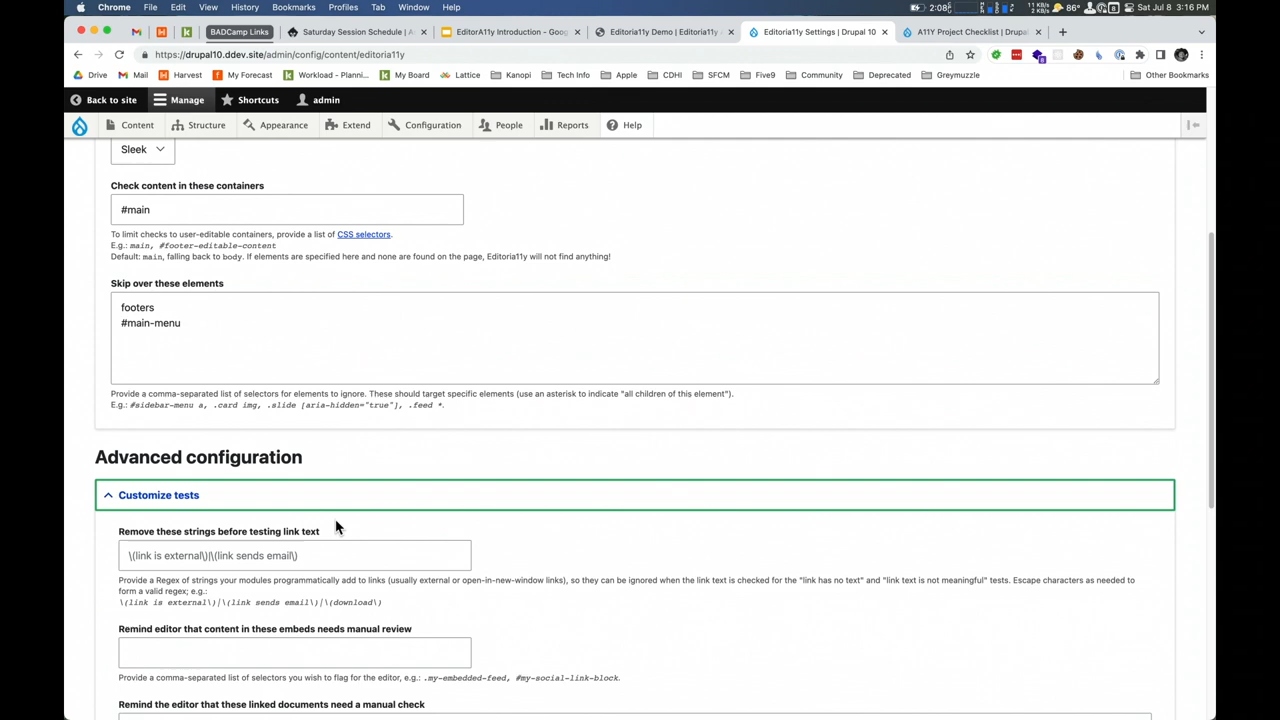 Chrome File Edit View History Bookmarks Profiles Tab Window Help 2:08 11 KB/s 4 KB/s 86° Sat Jul 8 3:16 PM
BADCamp Links Saturday Session Schedule | A EditorA11y Introduction - Goog Editoria11y Demo | Editoria11y Editoria11y Settings | Drupal 10 A11Y Project Checklist | Drupal
https://drupal10.ddev.site/admin/config/content/editoria11y
Drive Mail Harvest My Forecast Workload - Planni... My Board Lattice Kanopi Tech Info Apple CDHI SFCM Five9 Community Deprecated Greymuzzle Other Bookmarks
Back to site Manage Shortcuts admin
Content Structure Appearance Extend Configuration People Reports Help
Sleek
Check content in these containers
#main
To limit checks to user-editable containers, provide a list of CSS selectors.
E.g.: main, #footer-editable-content
Default: main, falling back to body. If elements are specified here and none are found on the page, Editoria11y will not find anything!
Skip over these elements
footers
#main-menu
Provide a comma-separated list of selectors for elements to ignore. These should target specific elements (use an asterisk to indicate "all children of this element").
E.g.: #sidebar-menu a, .card img, .slide [aria-hidden="true"], .feed *.
Advanced configuration
Customize tests
Remove these strings before testing link text
\(link is external\)|\(link sends email\)
Provide a Regex of strings your modules programmatically add to links (usually external or open-in-new-window links), so they can be ignored when the link text is checked for the "link has no text" and "link text is not meaningful" tests. Escape characters as needed to
form a valid regex; e.g.:
\(link is external\)|\(link sends email\)|\(download\)
Remind editor that content in these embeds needs manual review
Provide a comma-separated list of selectors you wish to flag for the editor, e.g.: .my-embedded-feed, #my-social-link-block.
Remind the editor that these linked documents need a manual check